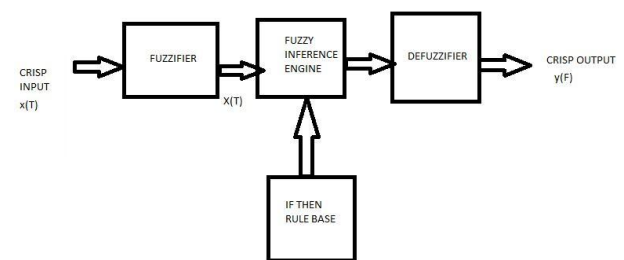 CRISP
INPUT
x(T)
FUZZIFIER
X(T)
FUZZY
INFERENCE
ENGINE
DEFUZZIFIER
CRISP OUTPUT
y(F)
IF THEN
RULE BASE